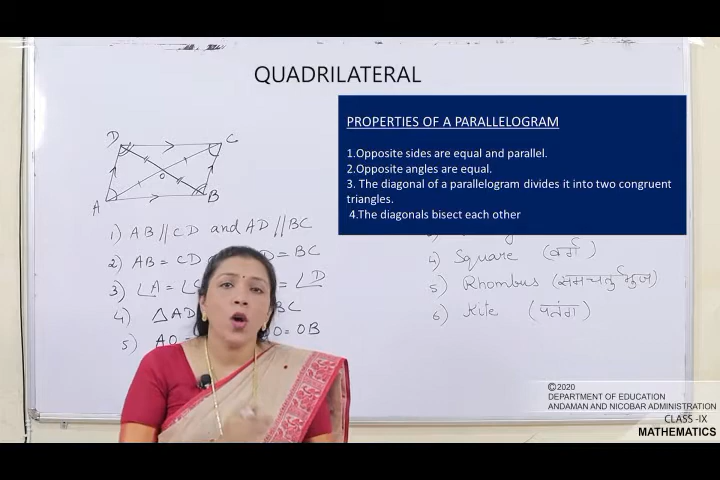 QUADRILATERAL
PROPERTIES OF A PARALLELOGRAM
1.Opposite sides are equal and parallel.
2.Opposite angles are equal.
3. The diagonal of a parallelogram divides it into two congruent
triangles.
4.The diagonals bisect each other
D C
O
A B
1) AB // CD and AD // BC
2) AB = CD D = BC
3) ∠A = ∠ = ∠D
4) △AD BC
5) AO = O = OB
4) Square (वर्ग)
5) Rhombus (समचतुर्भुज)
6) Kite (पतंग)
©2020
DEPARTMENT OF EDUCATION
ANDAMAN AND NICOBAR ADMINISTRATION
CLASS -IX
MATHEMATICS